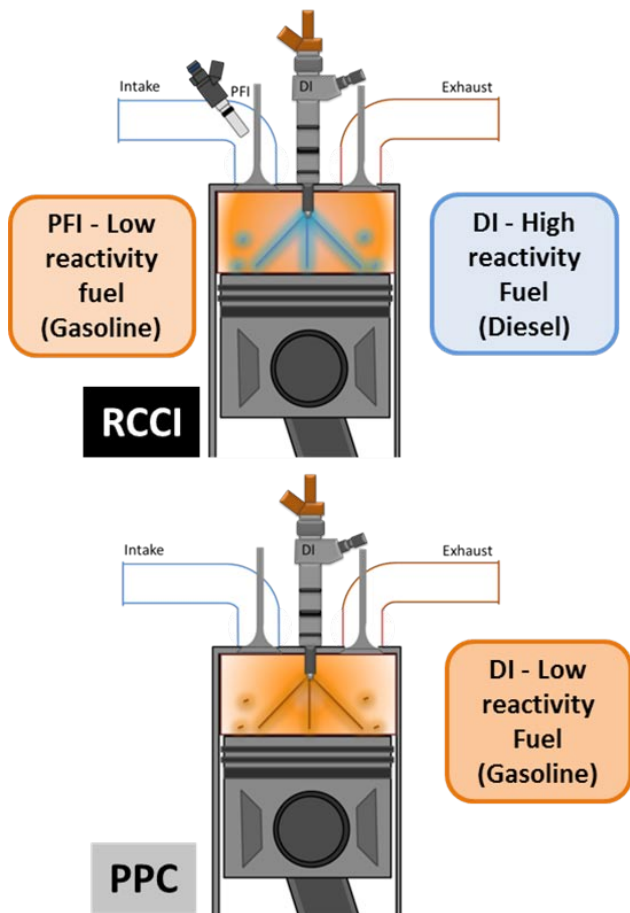 Intake
PFI
DI
Exhaust
PFI - Low
reactivity
fuel
(Gasoline)
DI - High
reactivity
Fuel
(Diesel)
RCCI
Intake
DI
Exhaust
DI - Low
reactivity
Fuel
(Gasoline)
PPC